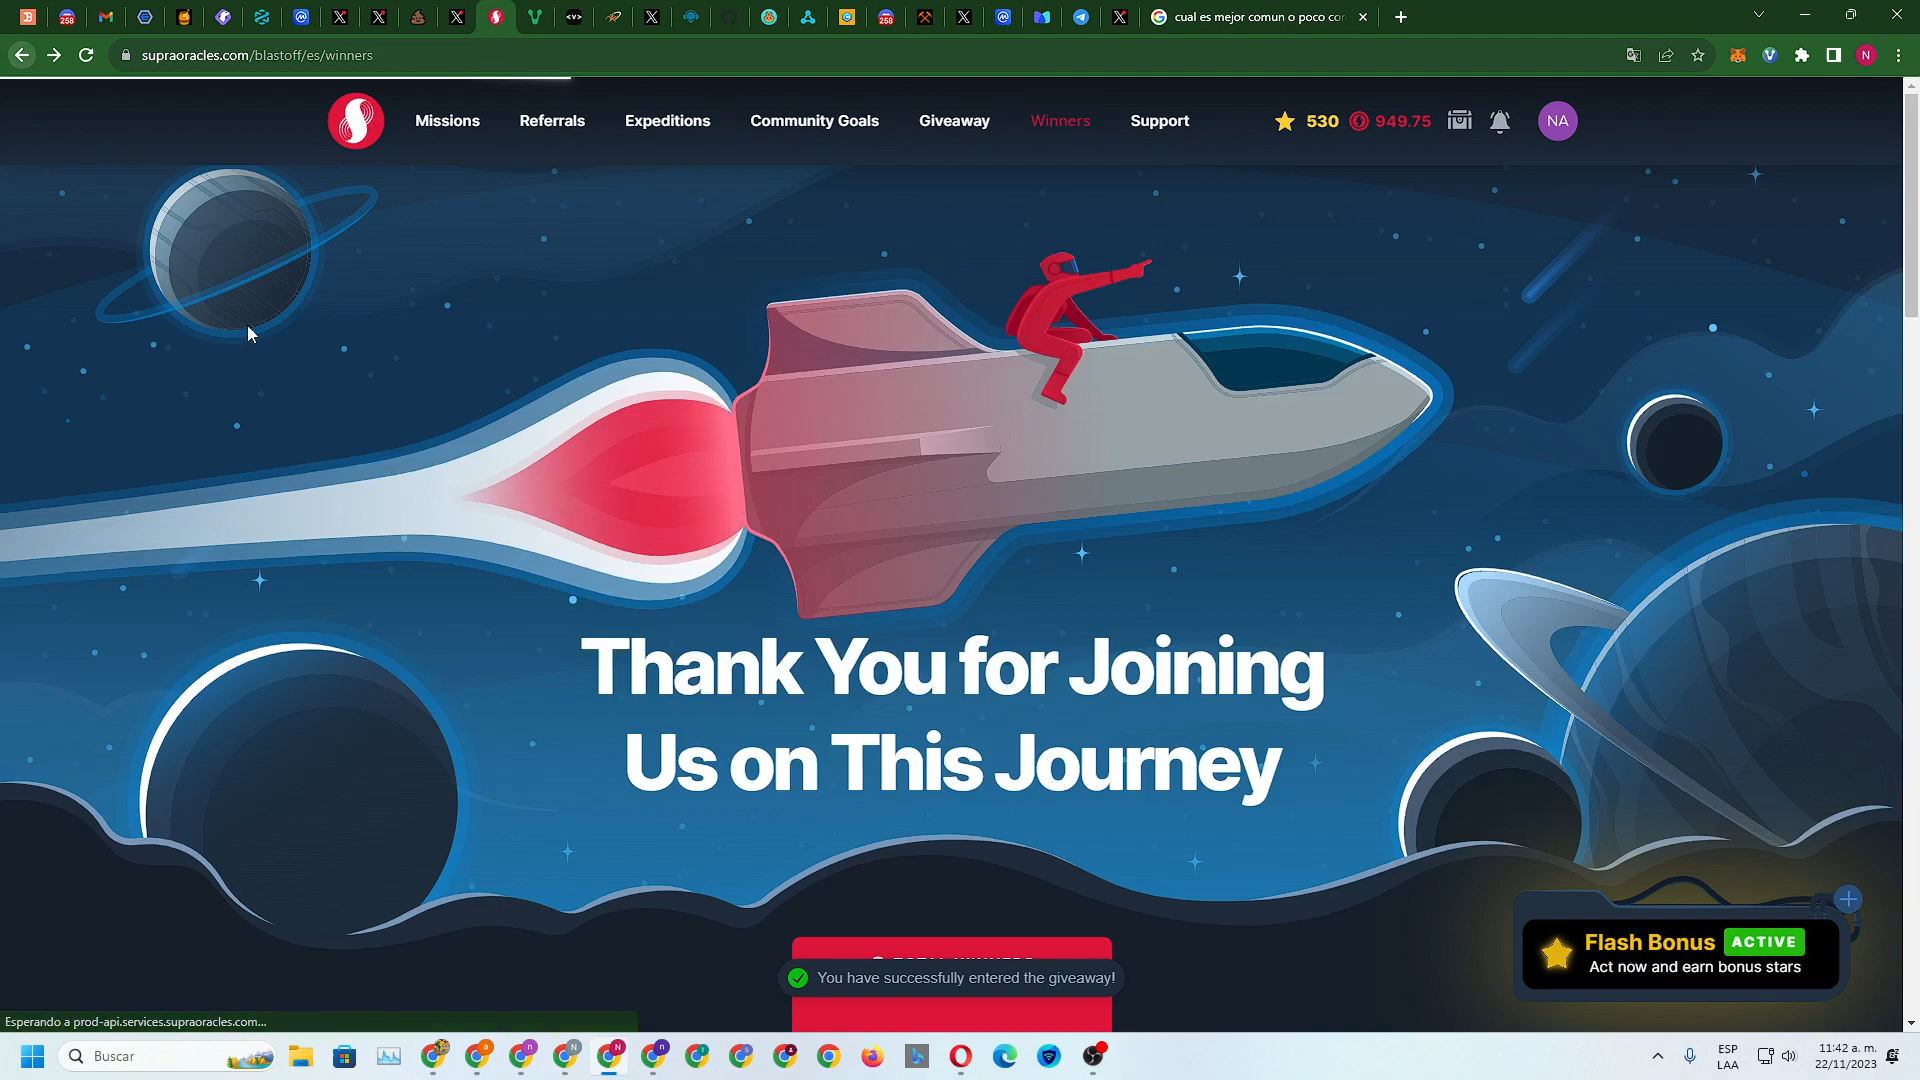 258
258
cual es mejor comun o poco co
supraoracles.com/blastoff/es/winners
N
Missions
Referrals
Expeditions
Community Goals
Giveaway
Winners
Support
530
949.75
NA
Thank You for Joining
Us on This Journey
You have successfully entered the giveaway!
Flash Bonus
ACTIVE
Act now and earn bonus stars
Esperando a prod-api.services.supraoracles.com...
Buscar
ESP
LAA
11:42 a. m.
22/11/2023